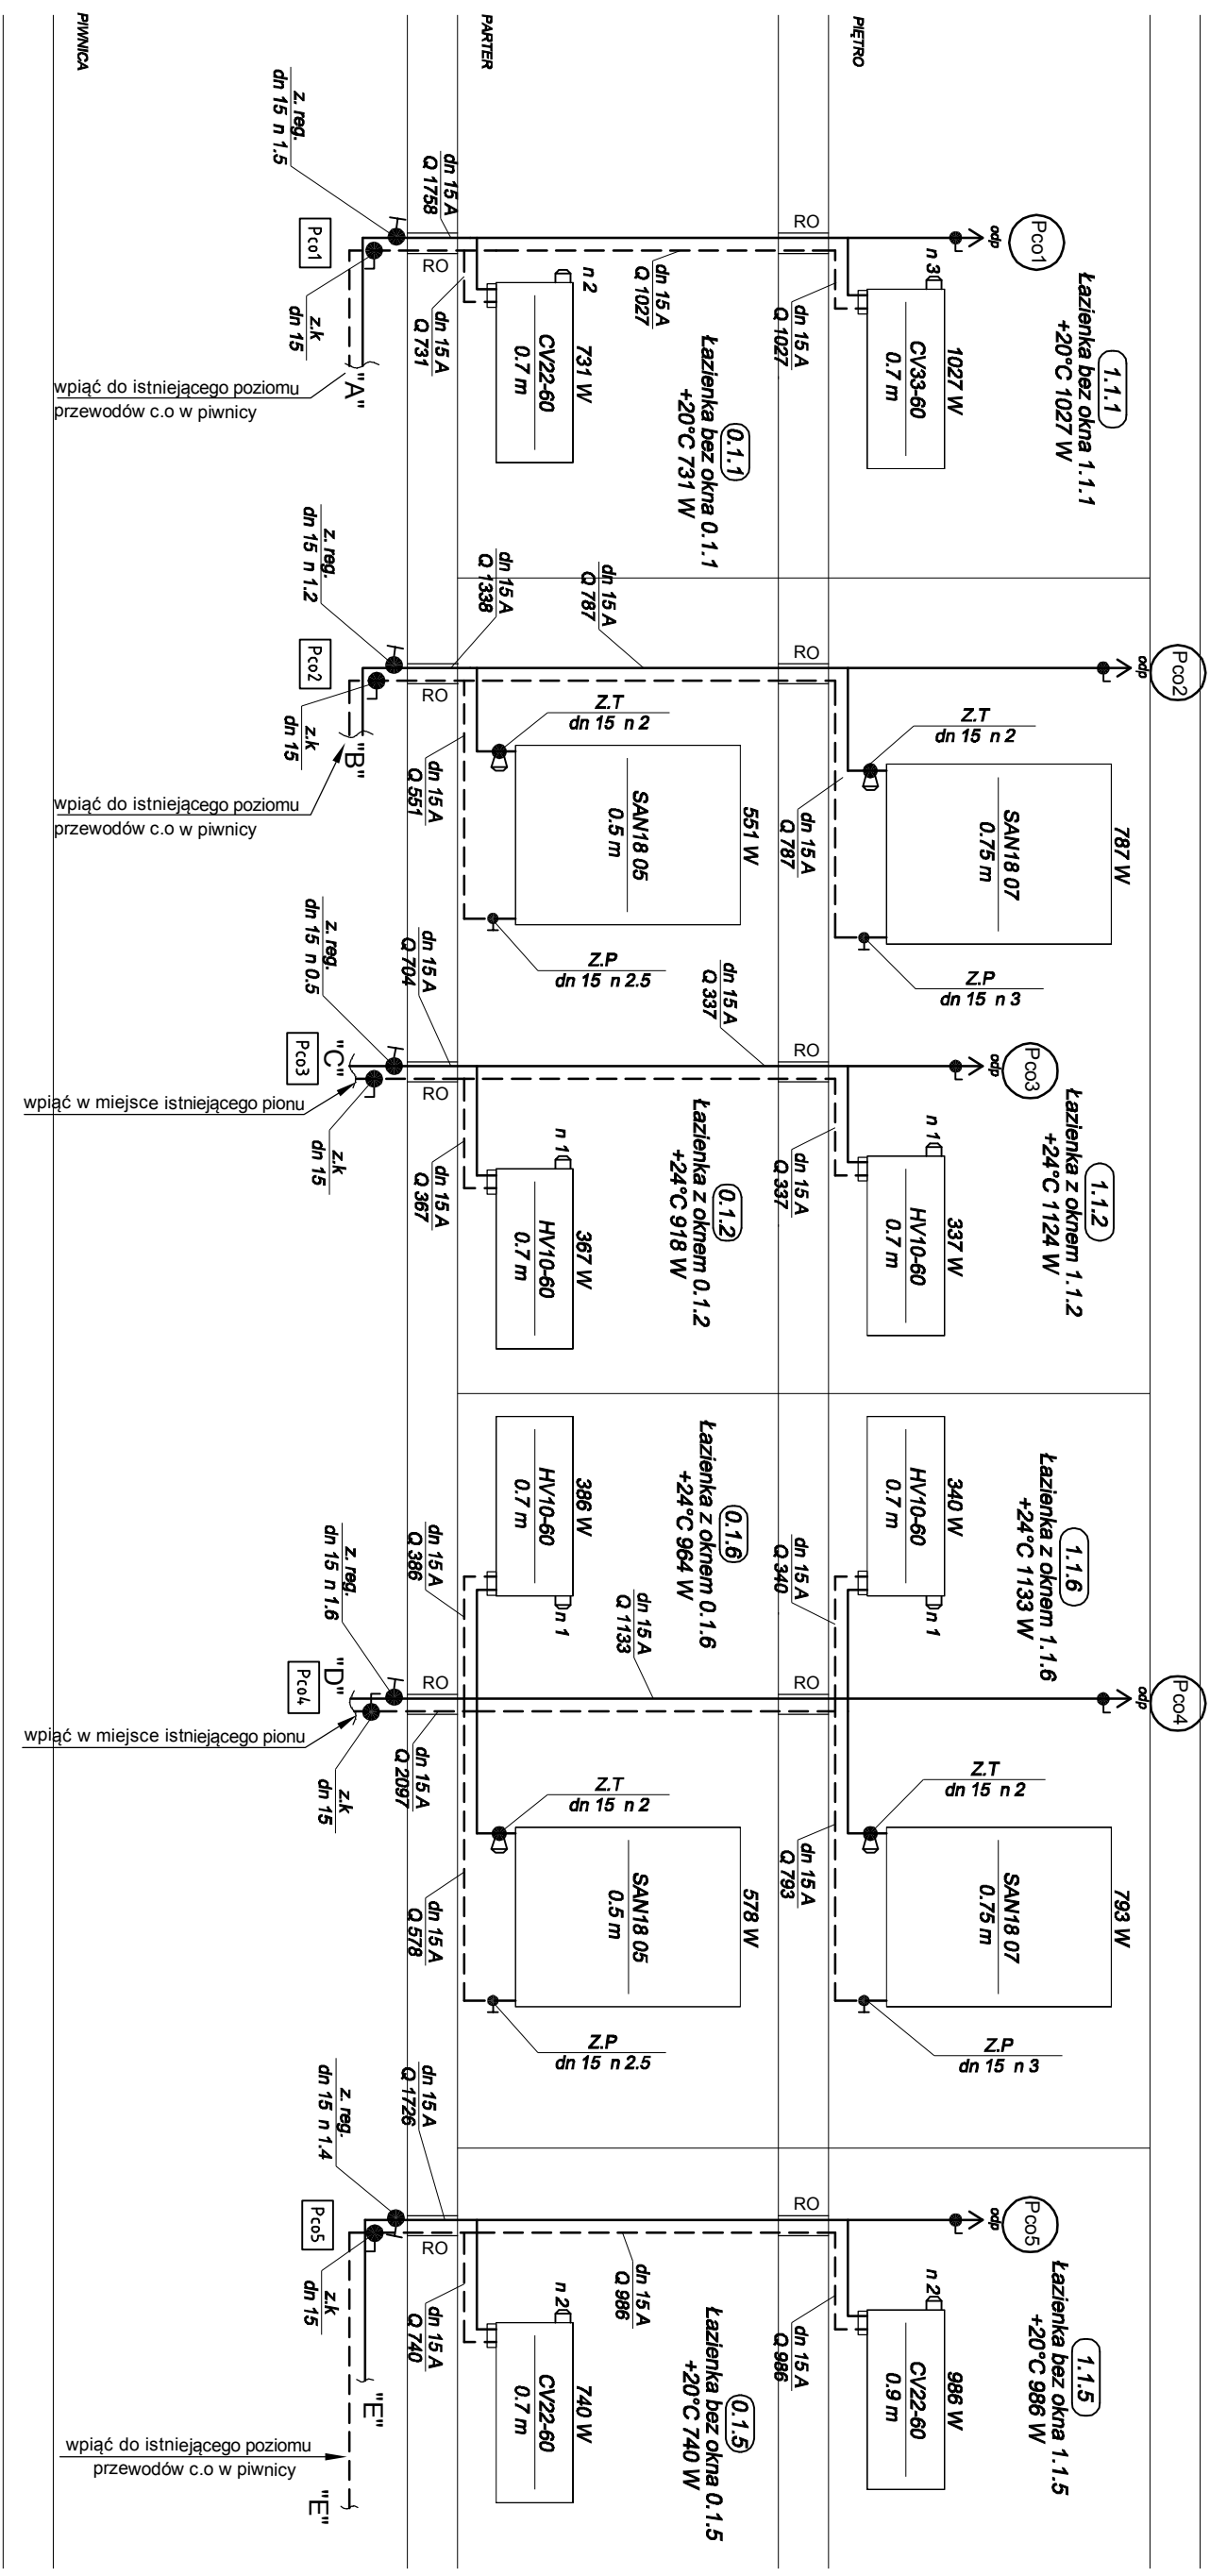 PIĘTRO
PARTER
PIWNICA
Pco1
odp
1.1.1
Łazienka bez okna 1.1.1
+20°C 1027 W
RO
n 3
1027 W
CV33-60
0.7 m
dn 15 A
Q 1027
dn 15 A
Q 1027
0.1.1
Łazienka bez okna 0.1.1
+20°C 731 W
n 2
731 W
CV22-60
0.7 m
dn 15 A
Q 1758
RO
dn 15 A
Q 731
z. reg.
dn 15 n 1.5
Pco1
z.k
dn 15
"A"
wpiąć do istniejącego poziomu
przewodów c.o w piwnicy
Pco2
odp
RO
Z.T
dn 15 n 2
787 W
SAN18 07
0.75 m
dn 15 A
Q 787
Z.P
dn 15 n 3
dn 15 A
Q 787
dn 15 A
Q 1338
RO
Z.T
dn 15 n 2
551 W
SAN18 05
0.5 m
dn 15 A
Q 551
Z.P
dn 15 n 2.5
z. reg.
dn 15 n 1.2
Pco2
z.k
dn 15
"B"
wpiąć do istniejącego poziomu
przewodów c.o w piwnicy
Pco3
odp
1.1.2
Łazienka z oknem 1.1.2
+24°C 1124 W
RO
n 1
337 W
HV10-60
0.7 m
dn 15 A
Q 337
dn 15 A
Q 337
0.1.2
Łazienka z oknem 0.1.2
+24°C 918 W
n 1
367 W
HV10-60
0.7 m
dn 15 A
Q 704
RO
dn 15 A
Q 367
z. reg.
dn 15 n 0.5
Pco3
"C"
z.k
dn 15
wpiąć w miejsce istniejącego pionu
Pco4
odp
1.1.6
Łazienka z oknem 1.1.6
+24°C 1133 W
340 W
HV10-60
0.7 m
n 1
dn 15 A
Q 340
RO
Z.T
dn 15 n 2
793 W
SAN18 07
0.75 m
dn 15 A
Q 793
Z.P
dn 15 n 3
0.1.6
Łazienka z oknem 0.1.6
+24°C 964 W
dn 15 A
Q 1133
386 W
HV10-60
0.7 m
n 1
dn 15 A
Q 386
RO
dn 15 A
Q 2097
Z.T
dn 15 n 2
578 W
SAN18 05
0.5 m
dn 15 A
Q 578
Z.P
dn 15 n 2.5
z. reg.
dn 15 n 1.6
Pco4
"D"
z.k
dn 15
wpiąć w miejsce istniejącego pionu
Pco5
odp
1.1.5
Łazienka bez okna 1.1.5
+20°C 986 W
RO
n 2
986 W
CV22-60
0.9 m
dn 15 A
Q 986
dn 15 A
Q 986
0.1.5
Łazienka bez okna 0.1.5
+20°C 740 W
n 2
740 W
CV22-60
0.7 m
dn 15 A
Q 1726
RO
dn 15 A
Q 740
z. reg.
dn 15 n 1.4
Pco5
z.k
dn 15
"E"
"E"
wpiąć do istniejącego poziomu
przewodów c.o w piwnicy